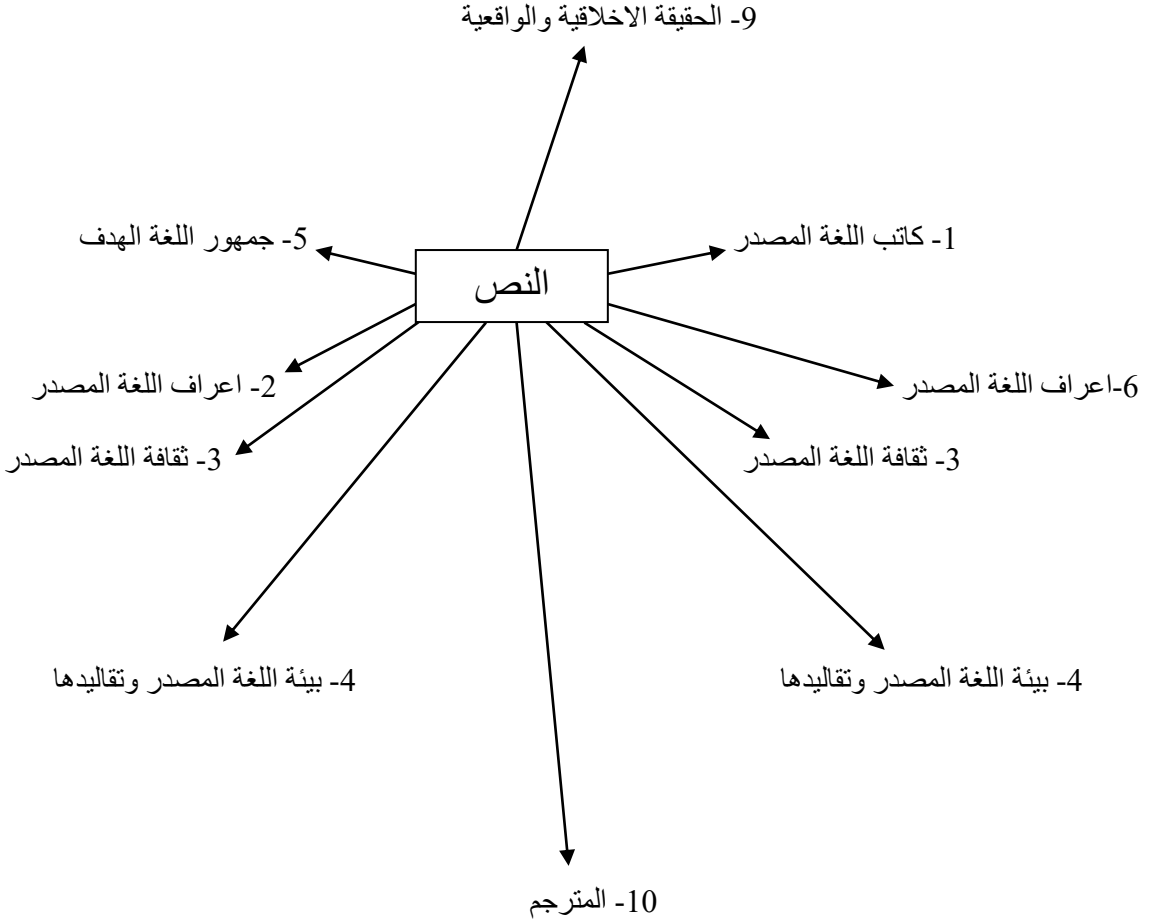 9- الحقيقة الاخلاقية والواقعية
1- كاتب اللغة المصدر
5- جمهور اللغة الهدف
النص
6-اعراف اللغة المصدر
2- اعراف اللغة المصدر
3- ثقافة اللغة المصدر
3- ثقافة اللغة المصدر
4- بيئة اللغة المصدر وتقاليدها
4- بيئة اللغة المصدر وتقاليدها
10- المترجم